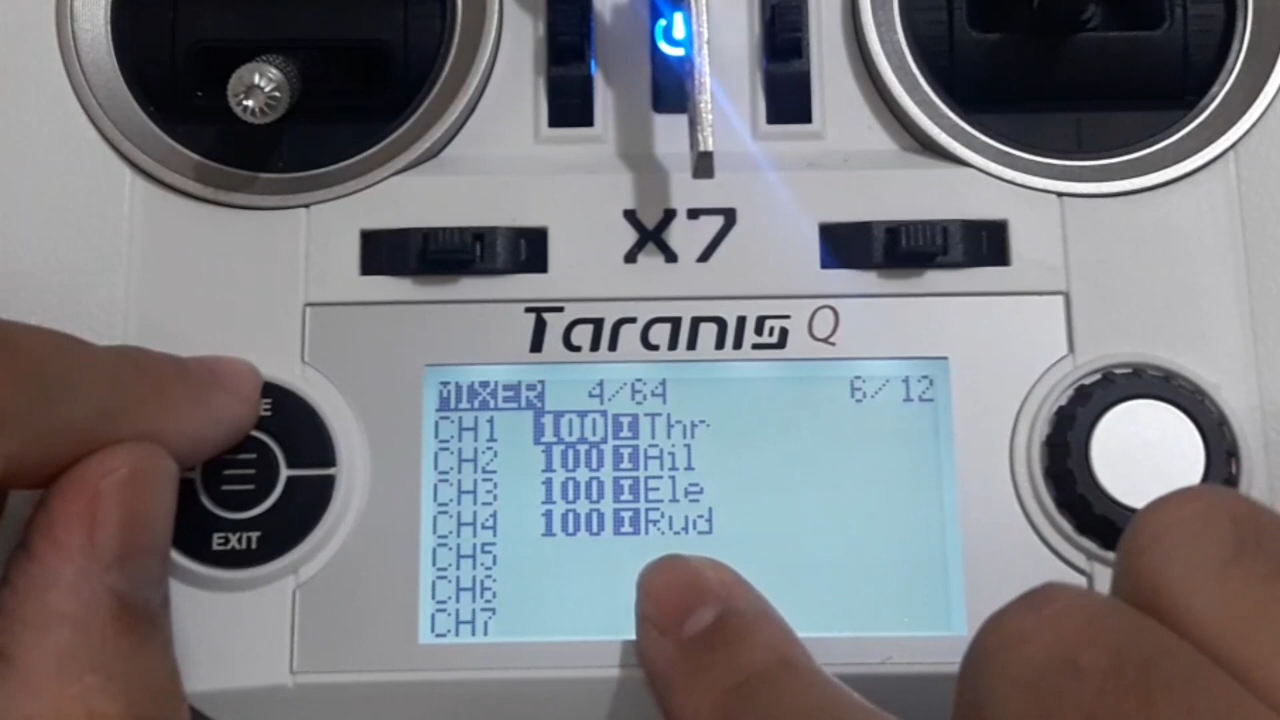 X7
Taranis Q
MIXER 4/64 6/12
CH1 100 I Thr
CH2 100 I Ail
CH3 100 I Ele
CH4 100 I Rud
CH5
CH6
CH7
EXIT